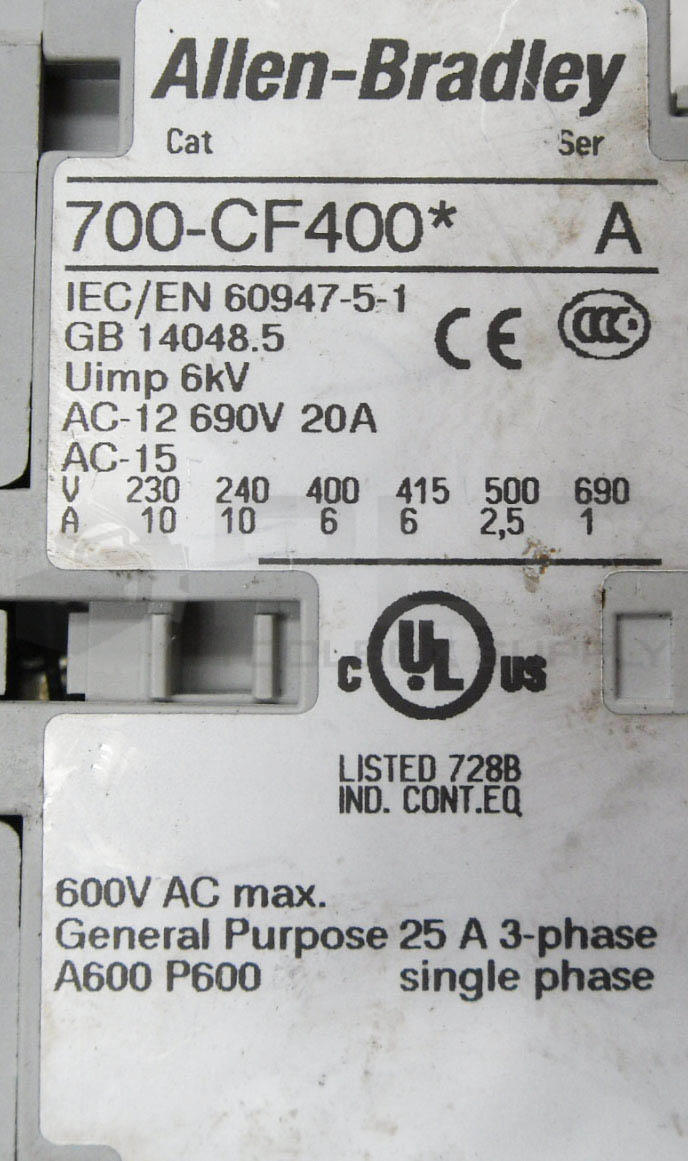 Allen-Bradley
Cat Ser
700-CF400* A
IEC/EN 60947-5-1
GB 14048.5
CE CCC
Uimp 6kV
AC-12 690V 20A
AC-15
V 230 240 400 415 500 690
A 10 10 6 6 2,5 1
C UL US
LISTED 728B
IND. CONT.EQ
600V AC max.
General Purpose 25 A 3-phase
A600 P600 single phase